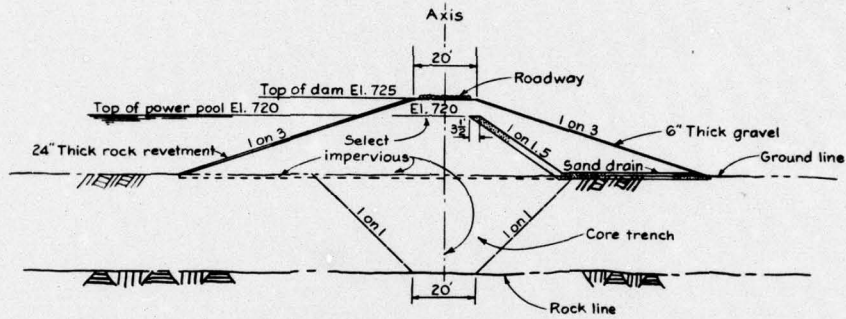 Axis
20'
Roadway
Top of dam El. 725
Top of power pool El. 720
El. 720
3½'
1 on 3
1 on 3
6" Thick gravel
24" Thick rock revetment
Select
impervious
1 on 1.5
Sand drain
Ground line
1 on 1
1 on 1
Core trench
20'
Rock line